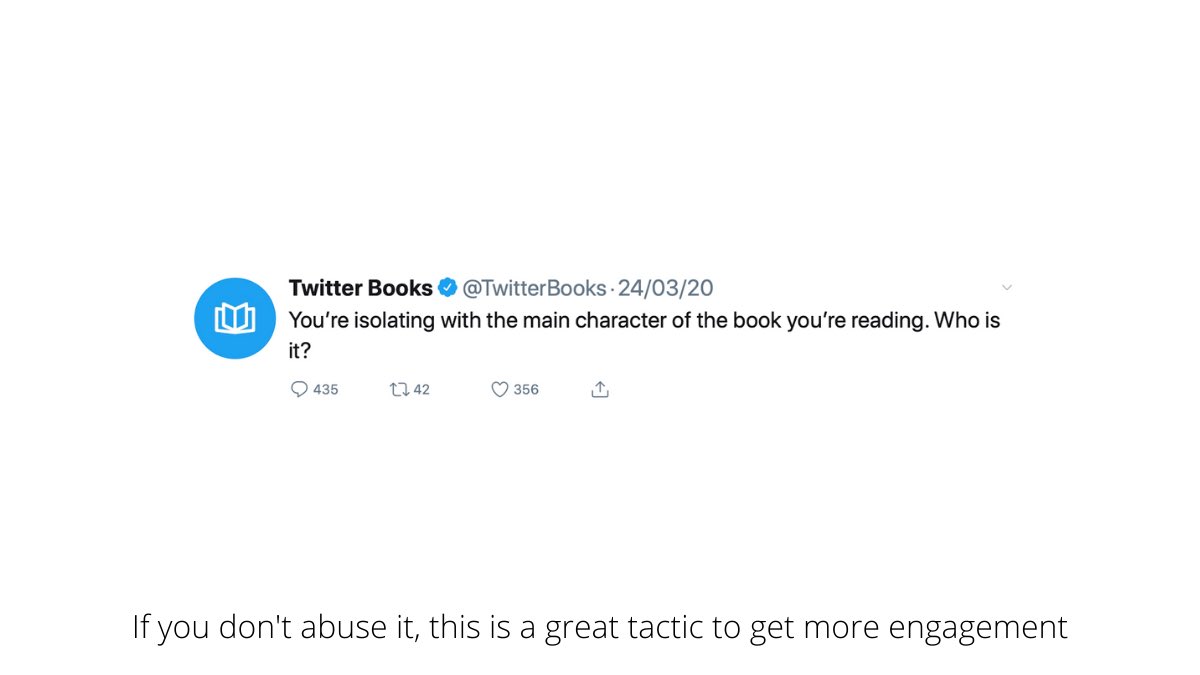 Twitter Books @TwitterBooks · 24/03/20
You’re isolating with the main character of the book you’re reading. Who is
it?
435 42 356
If you don't abuse it, this is a great tactic to get more engagement